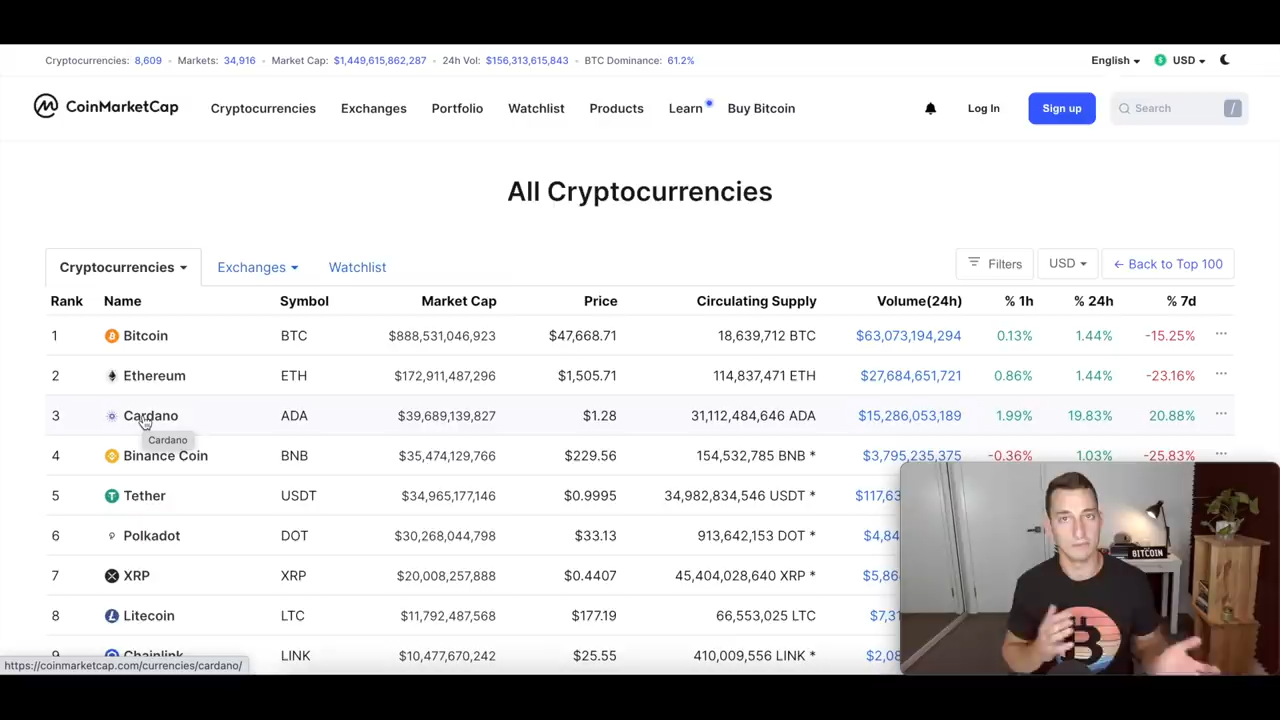 Cryptocurrencies: 8,609 • Markets: 34,916 • Market Cap: $1,449,615,862,287 • 24h Vol: $156,313,615,843 • BTC Dominance: 61.2% English USD
CoinMarketCap Cryptocurrencies Exchanges Portfolio Watchlist Products Learn Buy Bitcoin Log In Sign up Search /
All Cryptocurrencies
Cryptocurrencies Exchanges Watchlist Filters USD ← Back to Top 100
Rank Name Symbol Market Cap Price Circulating Supply Volume(24h) % 1h % 24h % 7d
1 Bitcoin BTC $888,531,046,923 $47,668.71 18,639,712 BTC $63,073,194,294 0.13% 1.44% -15.25%
2 Ethereum ETH $172,911,487,296 $1,505.71 114,837,471 ETH $27,684,651,721 0.86% 1.44% -23.16%
3 Cardano ADA $39,689,139,827 $1.28 31,112,484,646 ADA $15,286,053,189 1.99% 19.83% 20.88%
Cardano
4 Binance Coin BNB $35,474,129,766 $229.56 154,532,785 BNB * $3,795,235,375 -0.36% 1.03% -25.83%
5 Tether USDT $34,965,177,146 $0.9995 34,982,834,546 USDT * $117,63
6 Polkadot DOT $30,268,044,798 $33.13 913,642,153 DOT * $4,84
7 XRP XRP $20,008,257,888 $0.4407 45,404,028,640 XRP * $5,86
8 Litecoin LTC $11,792,487,568 $177.19 66,553,025 LTC $7,31
9 Chainlink LINK $10,477,670,242 $25.55 410,009,556 LINK * $2,08
https://coinmarketcap.com/currencies/cardano/
BITCOIN